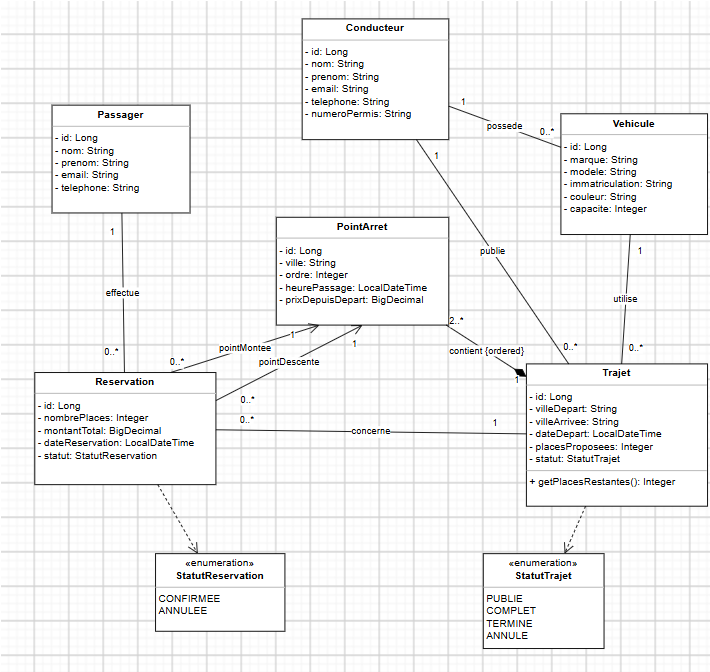 Conducteur
- id: Long
- nom: String
- prenom: String
- email: String
- telephone: String
- numeroPermis: String
1
possede
0..*
Vehicule
- id: Long
- marque: String
- modele: String
- immatriculation: String
- couleur: String
- capacite: Integer
Passager
- id: Long
- nom: String
- prenom: String
- email: String
- telephone: String
1
effectue
0..*
1
publie
0..*
1
utilise
0..*
PointArret
- id: Long
- ville: String
- ordre: Integer
- heurePassage: LocalDateTime
- prixDepuisDepart: BigDecimal
2..*
contient {ordered}
1
0..*
pointMontee
1
0..*
pointDescente
1
0..*
concerne
1
Reservation
- id: Long
- nombrePlaces: Integer
- montantTotal: BigDecimal
- dateReservation: LocalDateTime
- statut: StatutReservation
Trajet
- id: Long
- villeDepart: String
- villeArrivee: String
- dateDepart: LocalDateTime
- placesProposees: Integer
- statut: StatutTrajet
+ getPlacesRestantes(): Integer
«enumeration»
StatutReservation
CONFIRMEE
ANNULEE
«enumeration»
StatutTrajet
PUBLIE
COMPLET
TERMINE
ANNULE